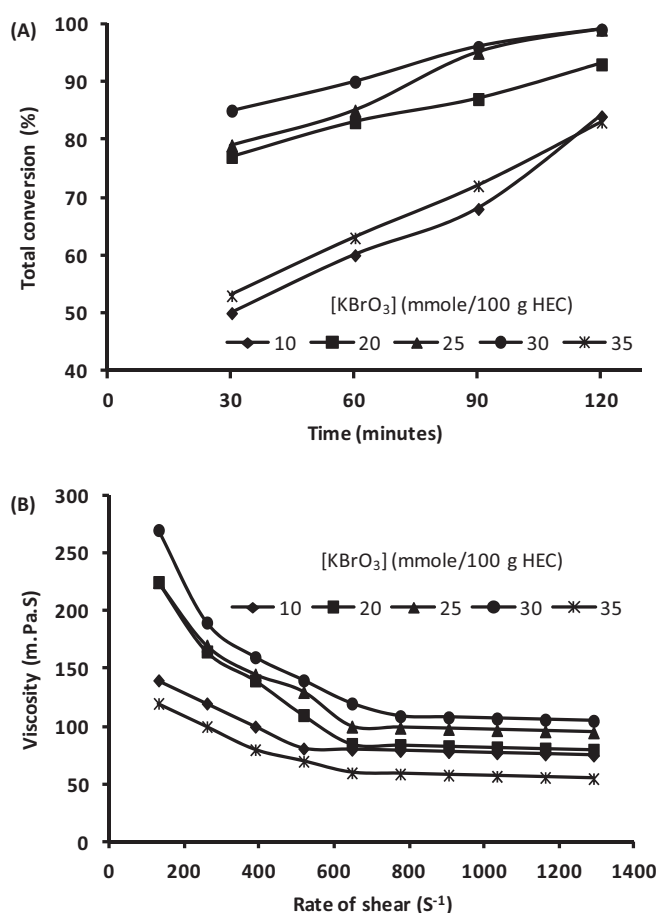 (A)
100
90
80
70
60
50
40
Total conversion (%)
[KBrO₃] (mmole/100 g HEC)
10 20 25 30 35
0 30 60 90 120
Time (minutes)
(B)
300
250
200
150
100
50
0
Viscosity (m.Pa.S)
[KBrO₃] (mmole/100 g HEC)
10 20 25 30 35
0 200 400 600 800 1000 1200 1400
Rate of shear (S⁻¹)